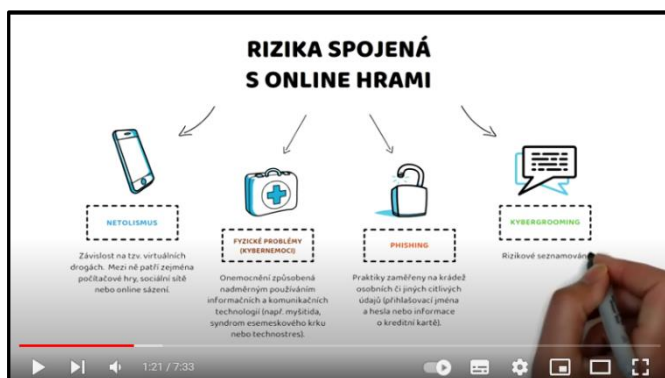 RIZIKA SPOJENÁ
S ONLINE HRAMI
NETOLISMUS
Závislost na tzv. virtuálních
drogách. Mezi ně patří zejména
počítačové hry, sociální sítě
nebo online sázení.
FYZICKÉ PROBLÉMY
(KYBERNEMOCI)
Onemocnění způsobená
nadměrným používáním
informačních a komunikačních
technologií (např. myšitida,
syndrom esemeskového krku
nebo technostres).
PHISHING
Praktiky zaměřeny na krádež
osobních či jiných citlivých
údajů (přihlašovací jména
a hesla nebo informace
o kreditní kartě).
KYBERGROOMING
Rizikové seznamován
1:21 / 7:33